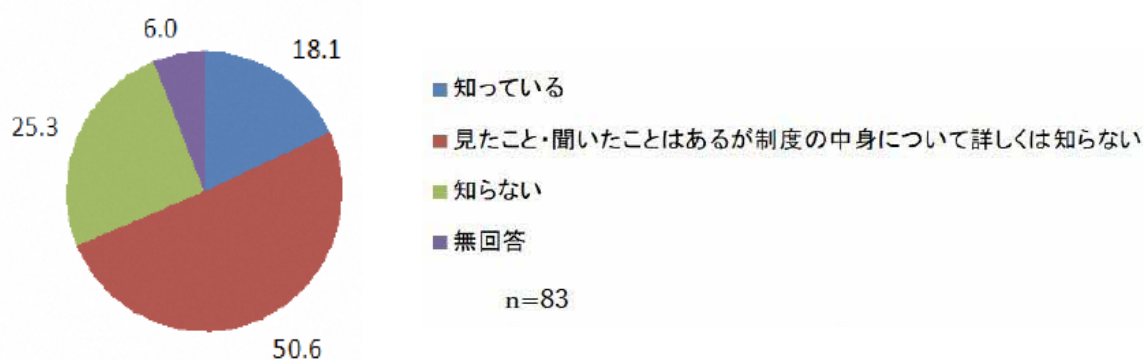 6.0
18.1
25.3
50.6
知っている
見たこと・聞いたことはあるが制度の中身について詳しくは知らない
知らない
無回答
n=83